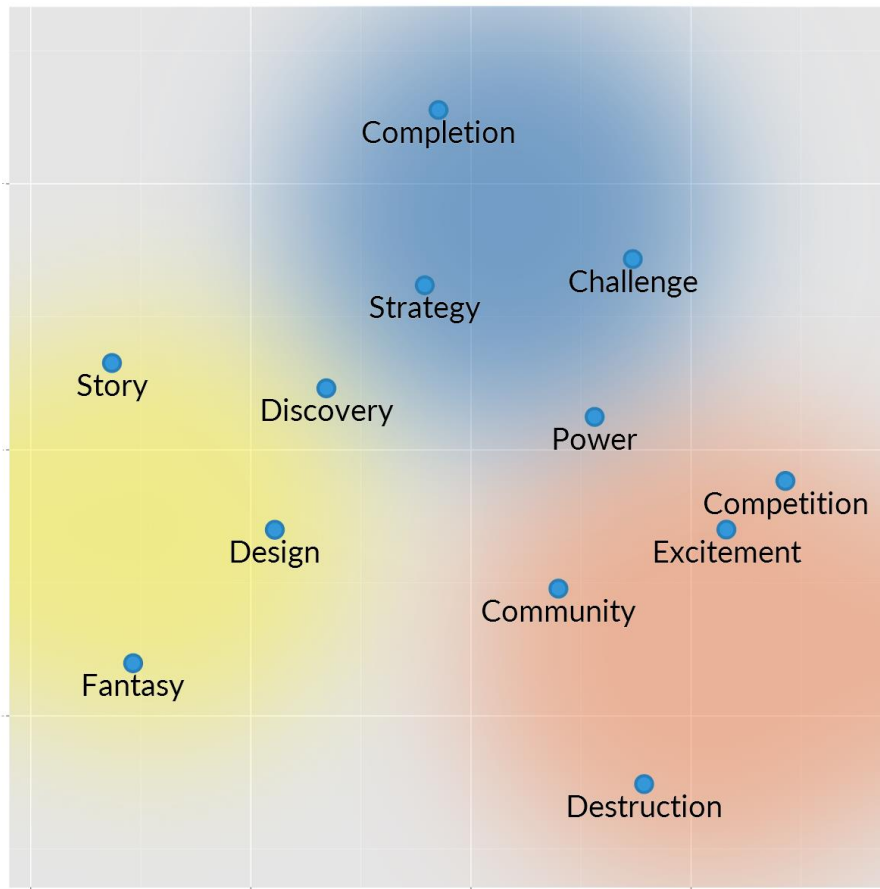 Completion
Challenge
Strategy
Story
Discovery
Power
Competition
Design
Excitement
Community
Fantasy
Destruction